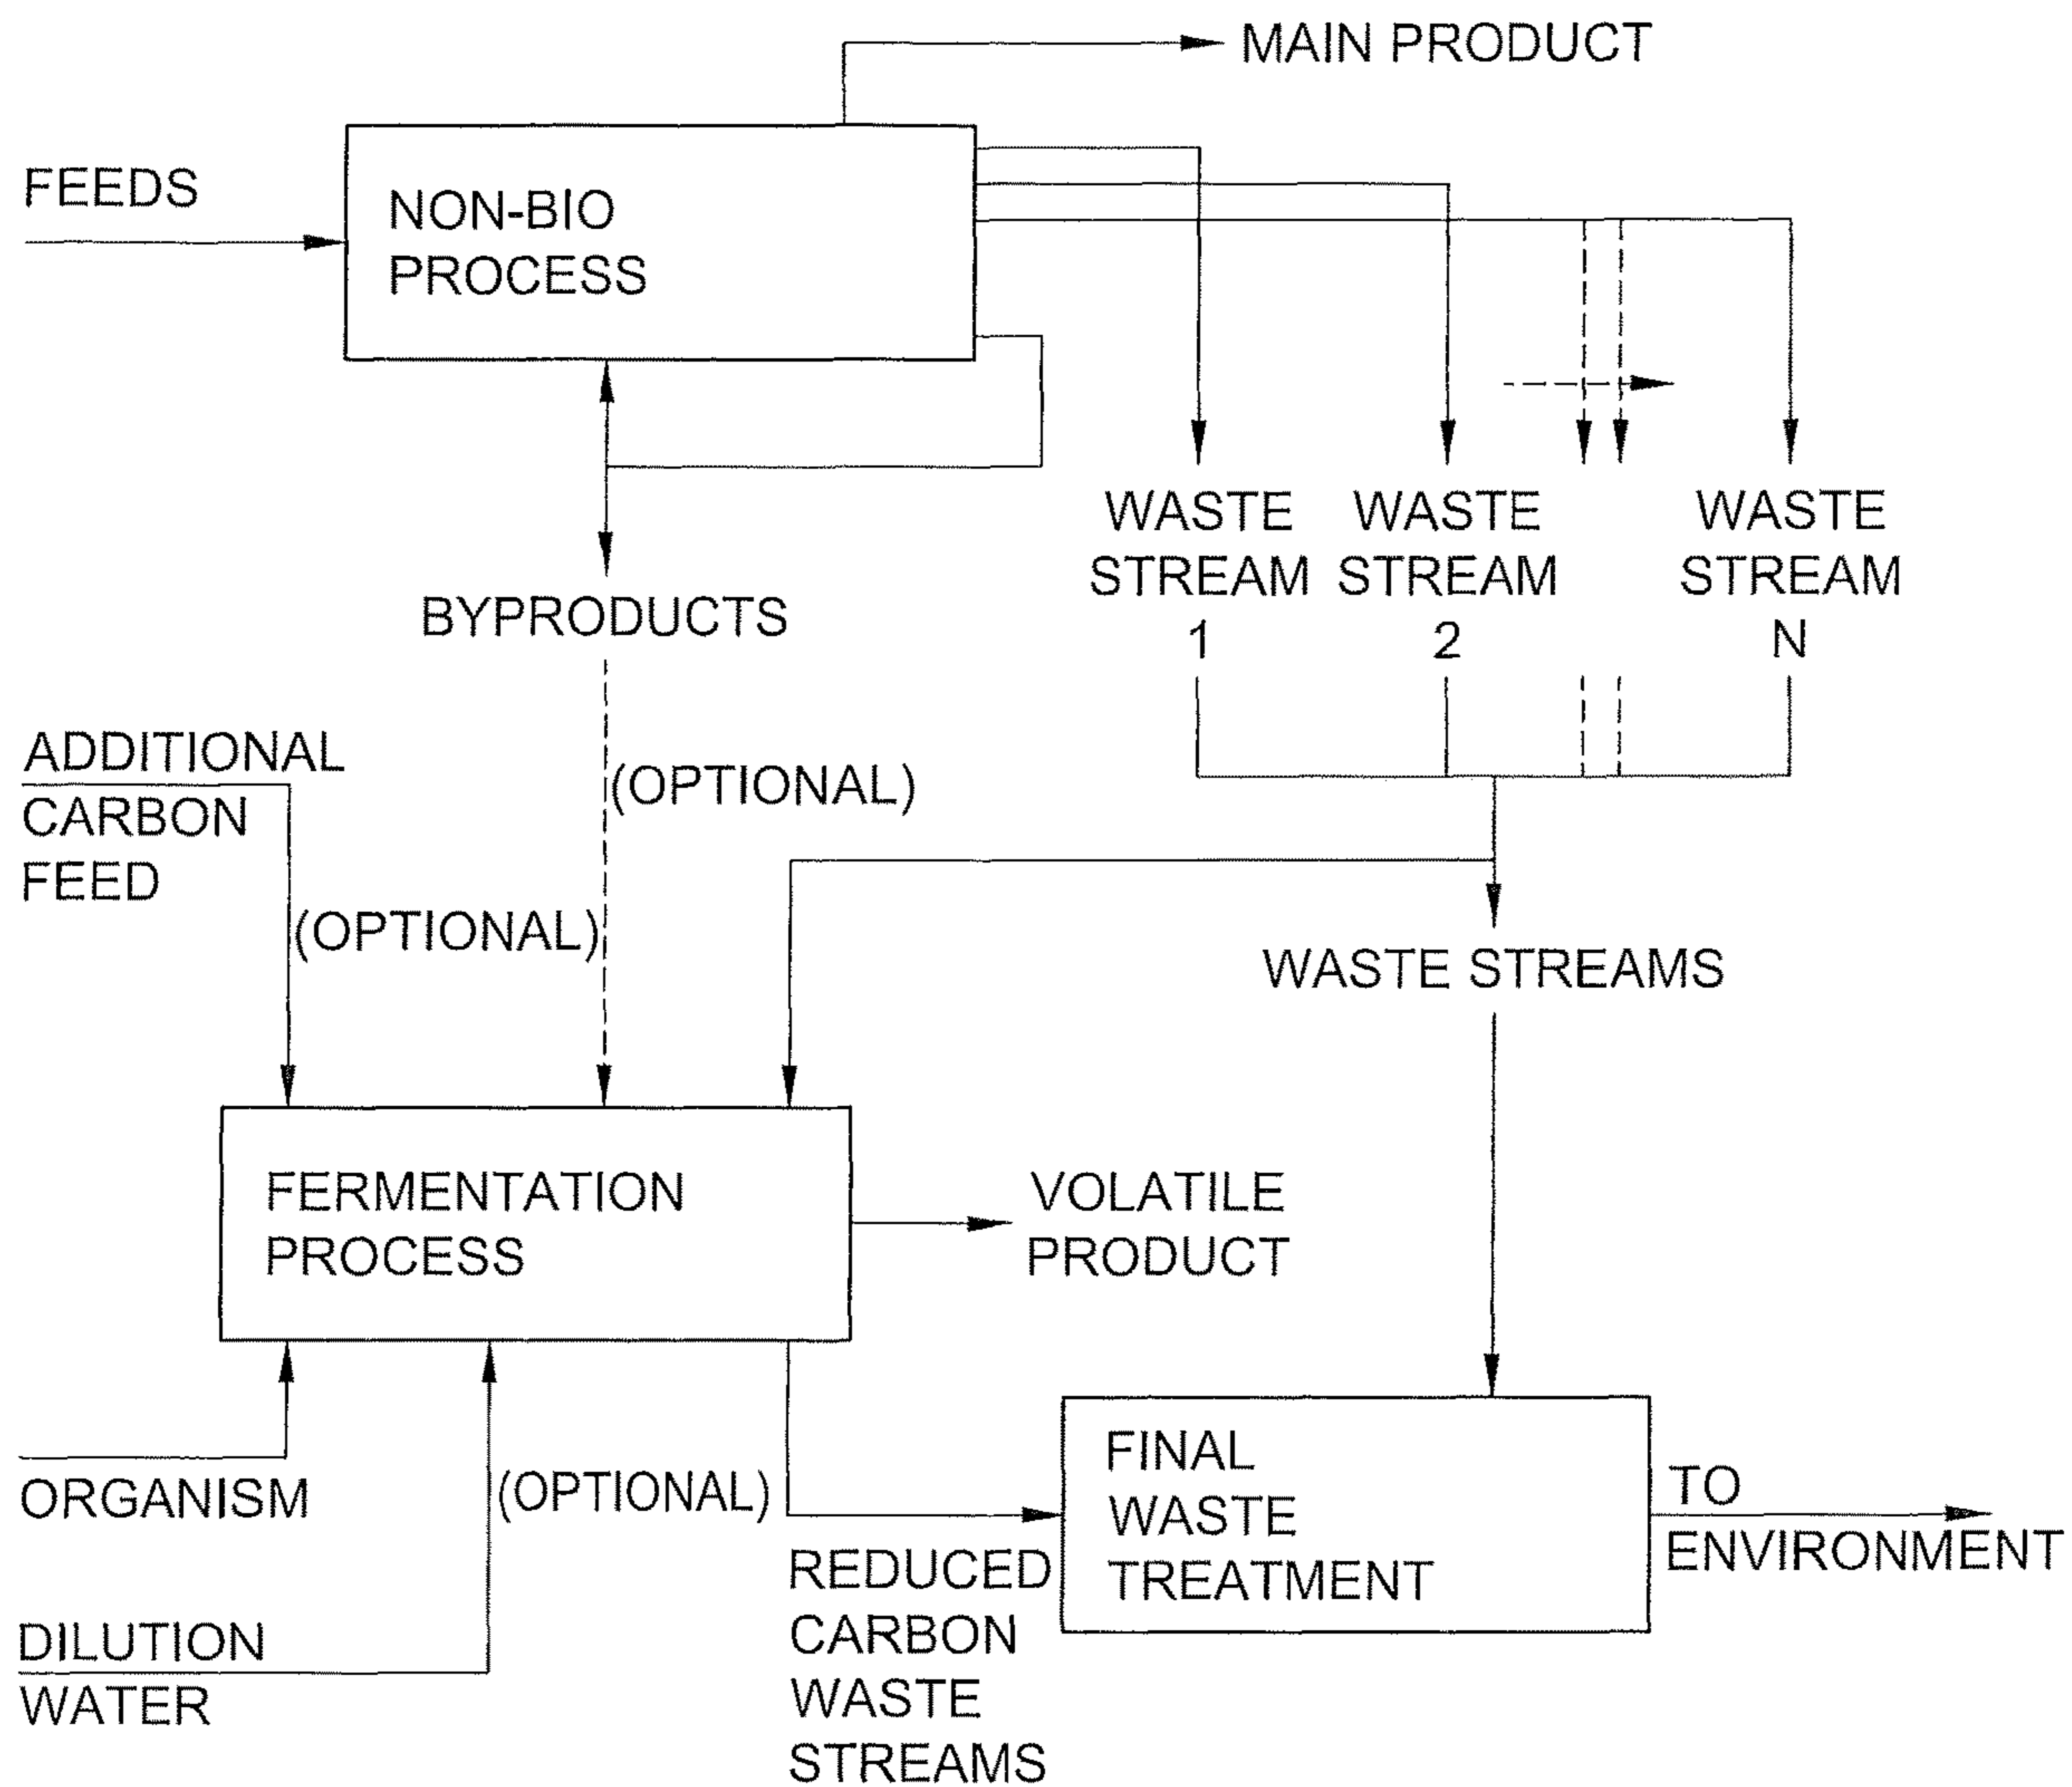 MAIN PRODUCT
FEEDS
NON-BIO
PROCESS
WASTE
STREAM
1
WASTE
STREAM
2
WASTE
STREAM
N
BYPRODUCTS
ADDITIONAL
CARBON
FEED
(OPTIONAL)
(OPTIONAL)
WASTE STREAMS
FERMENTATION
PROCESS
VOLATILE
PRODUCT
ORGANISM
(OPTIONAL)
DILUTION
WATER
REDUCED
CARBON
WASTE
STREAMS
FINAL
WASTE
TREATMENT
TO
ENVIRONMENT